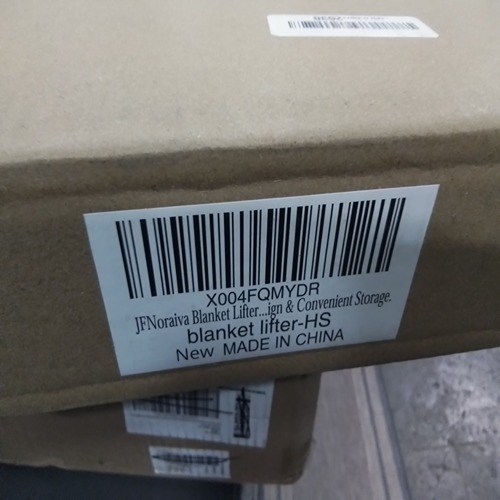 X004FQMYDR
JFNoraiva Blanket Lifter...ign & Convenient Storage.
blanket lifter-HS
New MADE IN CHINA